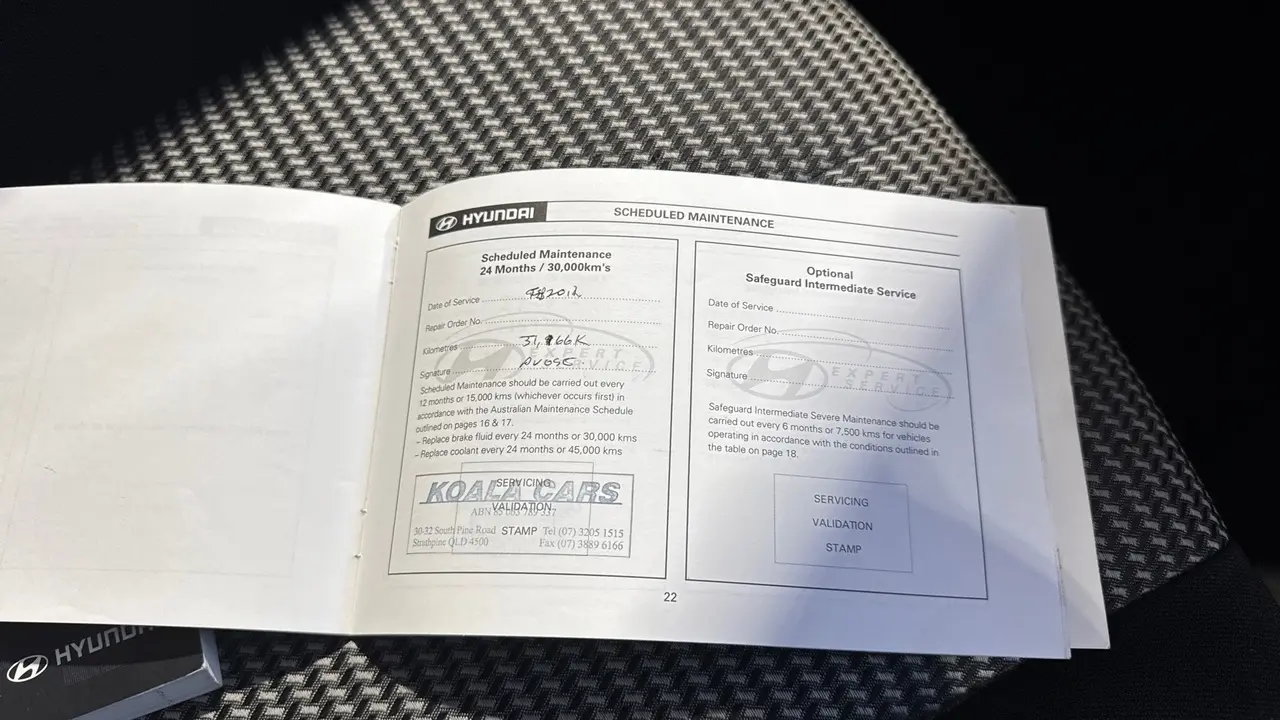 HYUNDAI
SCHEDULED MAINTENANCE
Scheduled Maintenance
24 Months / 30,000km's
Date of Service
Repair Order No.
Kilometres
Signature
EXPERT
SERVICE
Scheduled Maintenance should be carried out every
12 months or 15,000 kms (whichever occurs first) in
accordance with the Australian Maintenance Schedule
outlined on pages 16 & 17.
– Replace brake fluid every 24 months or 30,000 kms
– Replace coolant every 24 months or 45,000 kms
SERVICING
VALIDATION
STAMP
KOALA CARS
ABN
30-32 South Pine Road
Strathpine QLD 4500
Tel (07) 3205 1515
Fax (07) 3889 6166
Optional
Safeguard Intermediate Service
Date of Service
Repair Order No.
Kilometres
Signature
EXPERT
SERVICE
Safeguard Intermediate Severe Maintenance should be
carried out every 6 months or 7,500 kms for vehicles
operating in accordance with the conditions outlined in
the table on page 18.
SERVICING
VALIDATION
STAMP
22
HYUNDAI